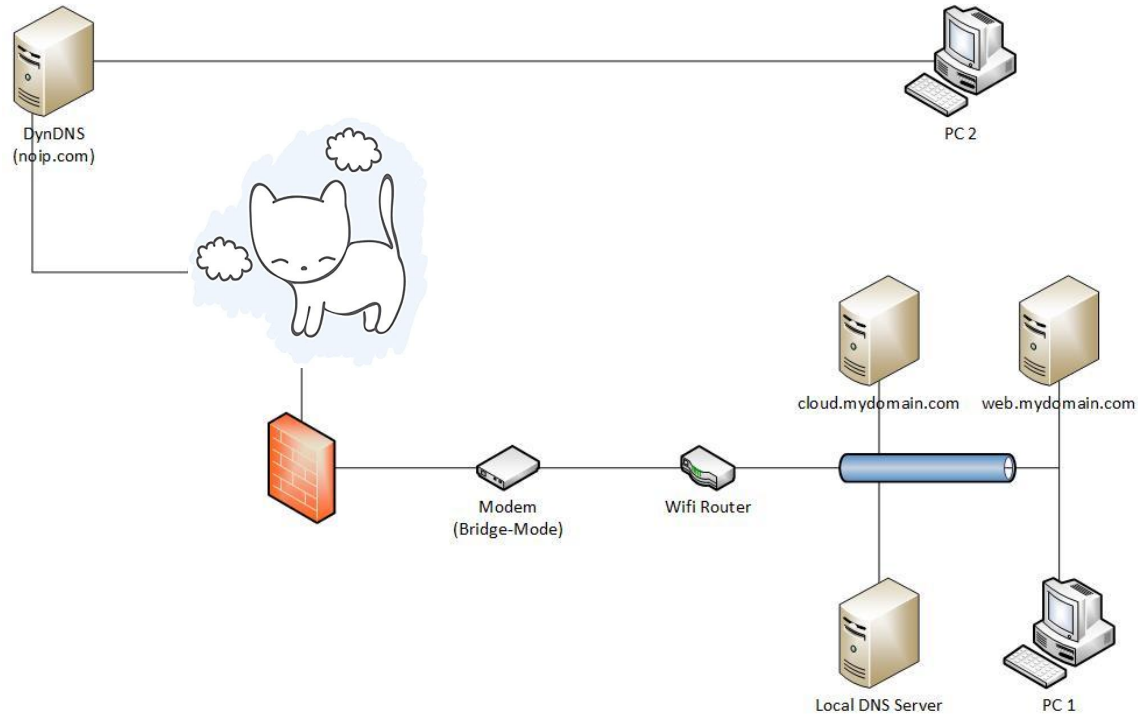 DynDNS
(noip.com)
PC 2
cloud.mydomain.com
web.mydomain.com
Modem
(Bridge-Mode)
Wifi Router
Local DNS Server
PC 1